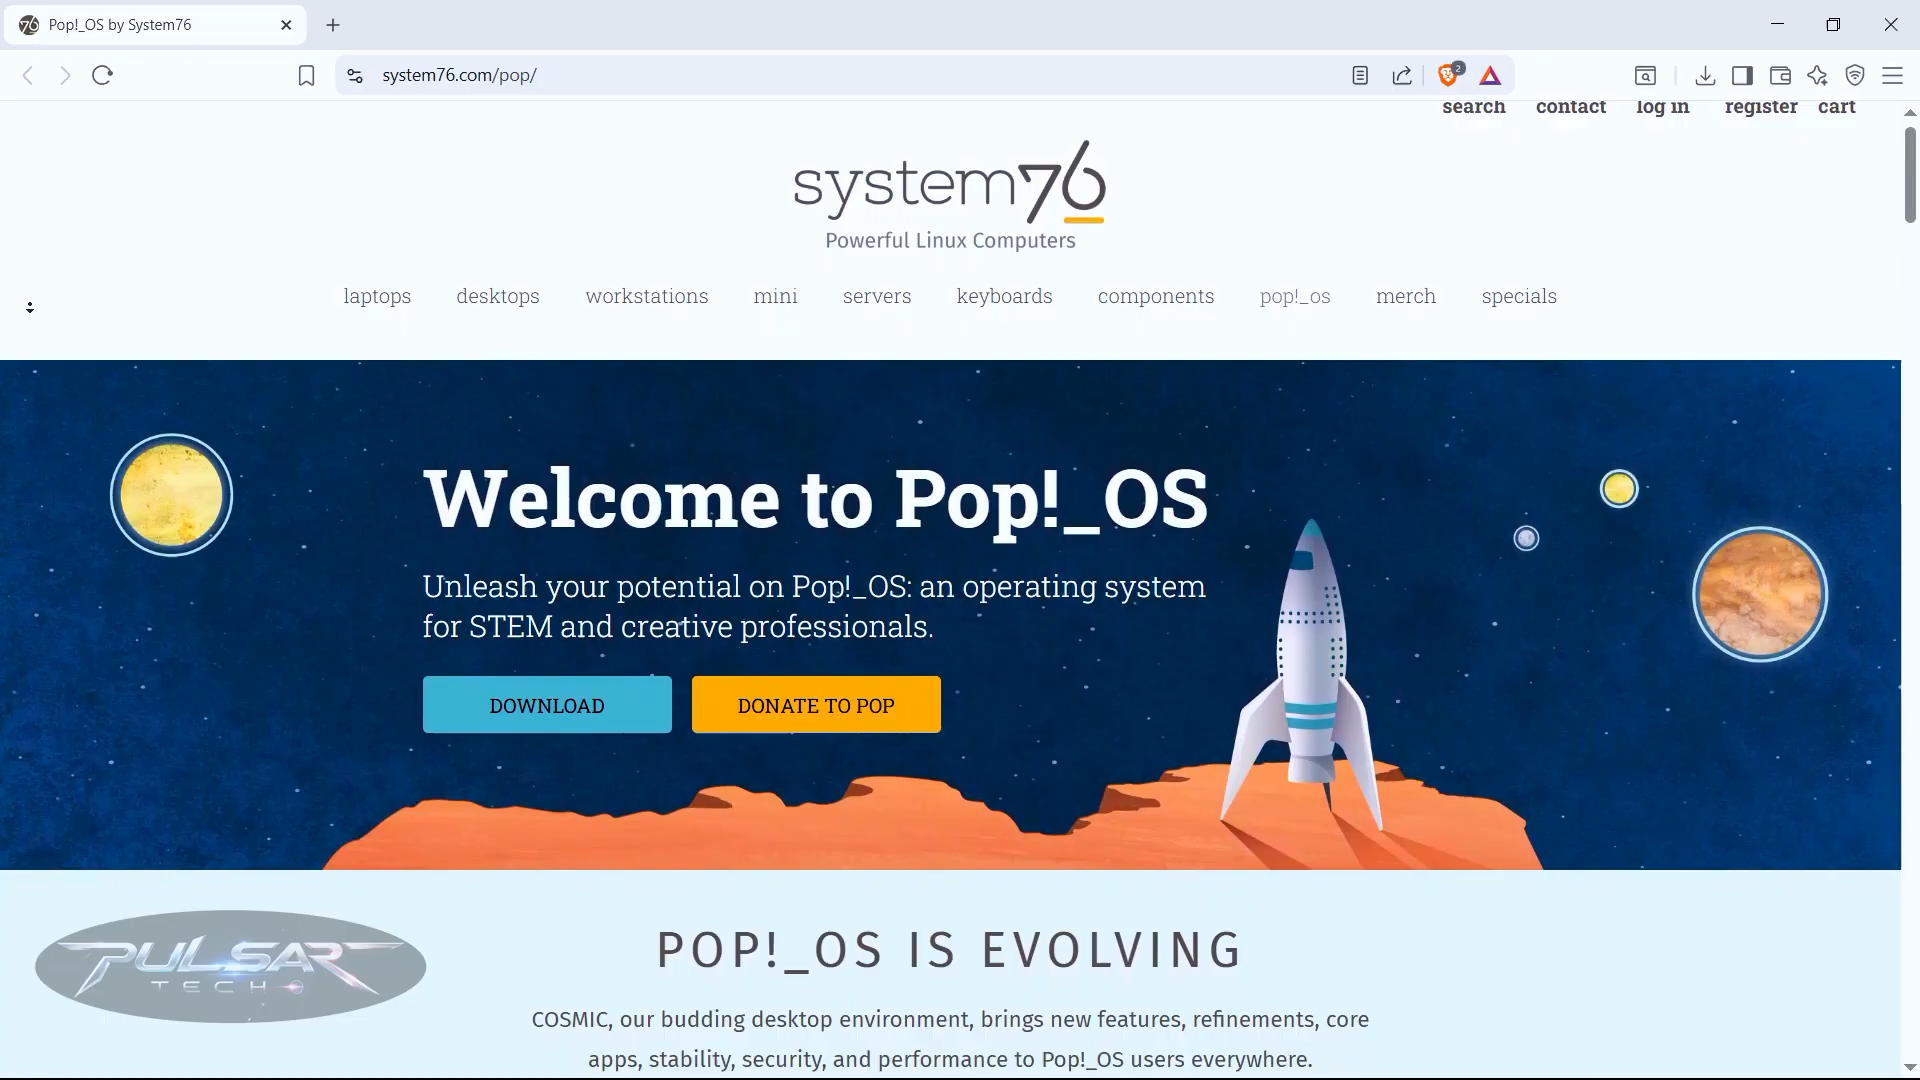 76 Pop!_OS by System76
system76.com/pop/
2
search contact log in register cart
system76
Powerful Linux Computers
laptops desktops workstations mini servers keyboards components pop!_os merch specials
Welcome to Pop!_OS
Unleash your potential on Pop!_OS: an operating system
for STEM and creative professionals.
DOWNLOAD DONATE TO POP
POP!_OS IS EVOLVING
COSMIC, our budding desktop environment, brings new features, refinements, core
apps, stability, security, and performance to Pop!_OS users everywhere.
PULSAR
TECH